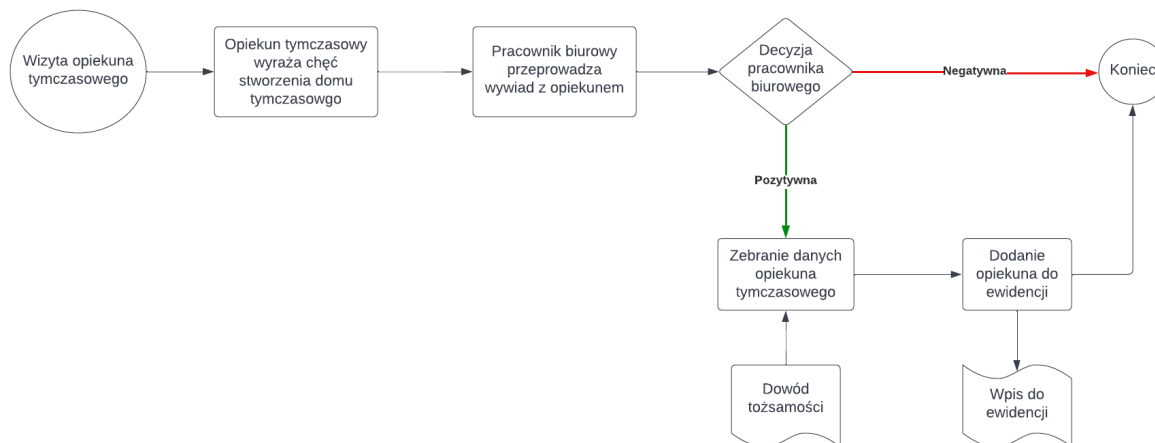 Wizyta opiekuna
tymczasowego
Opiekun tymczasowy
wyraża chęć
stworzenia domu
tymczasowgo
Pracownik biurowy
przeprowadza
wywiad z opiekunem
Decyzja
pracownika
biurowego
Negatywna
Koniec
Pozytywna
Zebranie danych
opiekuna
tymczasowego
Dodanie
opiekuna do
ewidencji
Dowód
tożsamości
Wpis do
ewidencji